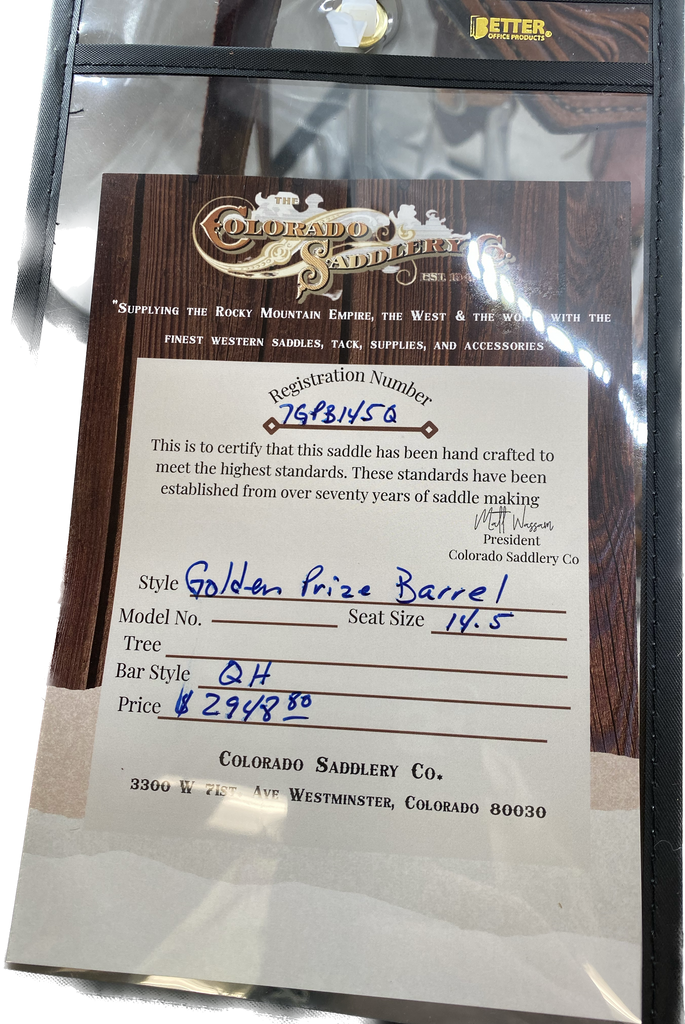 BETTER
OFFICE PRODUCTS®
THE
COLORADO
SADDLERY Co.
"SUPPLYING THE ROCKY MOUNTAIN EMPIRE, THE WEST & THE WORLD WITH THE
FINEST WESTERN SADDLES, TACK, SUPPLIES, AND ACCESSORIES
Registration Number
7GPB145Q
This is to certify that this saddle has been hand crafted to
meet the highest standards. These standards have been
established from over seventy years of saddle making
Matt Wassam
President
Colorado Saddlery Co
Style Golden Prize Barrel
Model No. Seat Size 14.5
Tree
Bar Style QH
Price $ 2948 80
COLORADO SADDLERY CO.
3300 W 71ST. AVE WESTMINSTER, COLORADO 80030